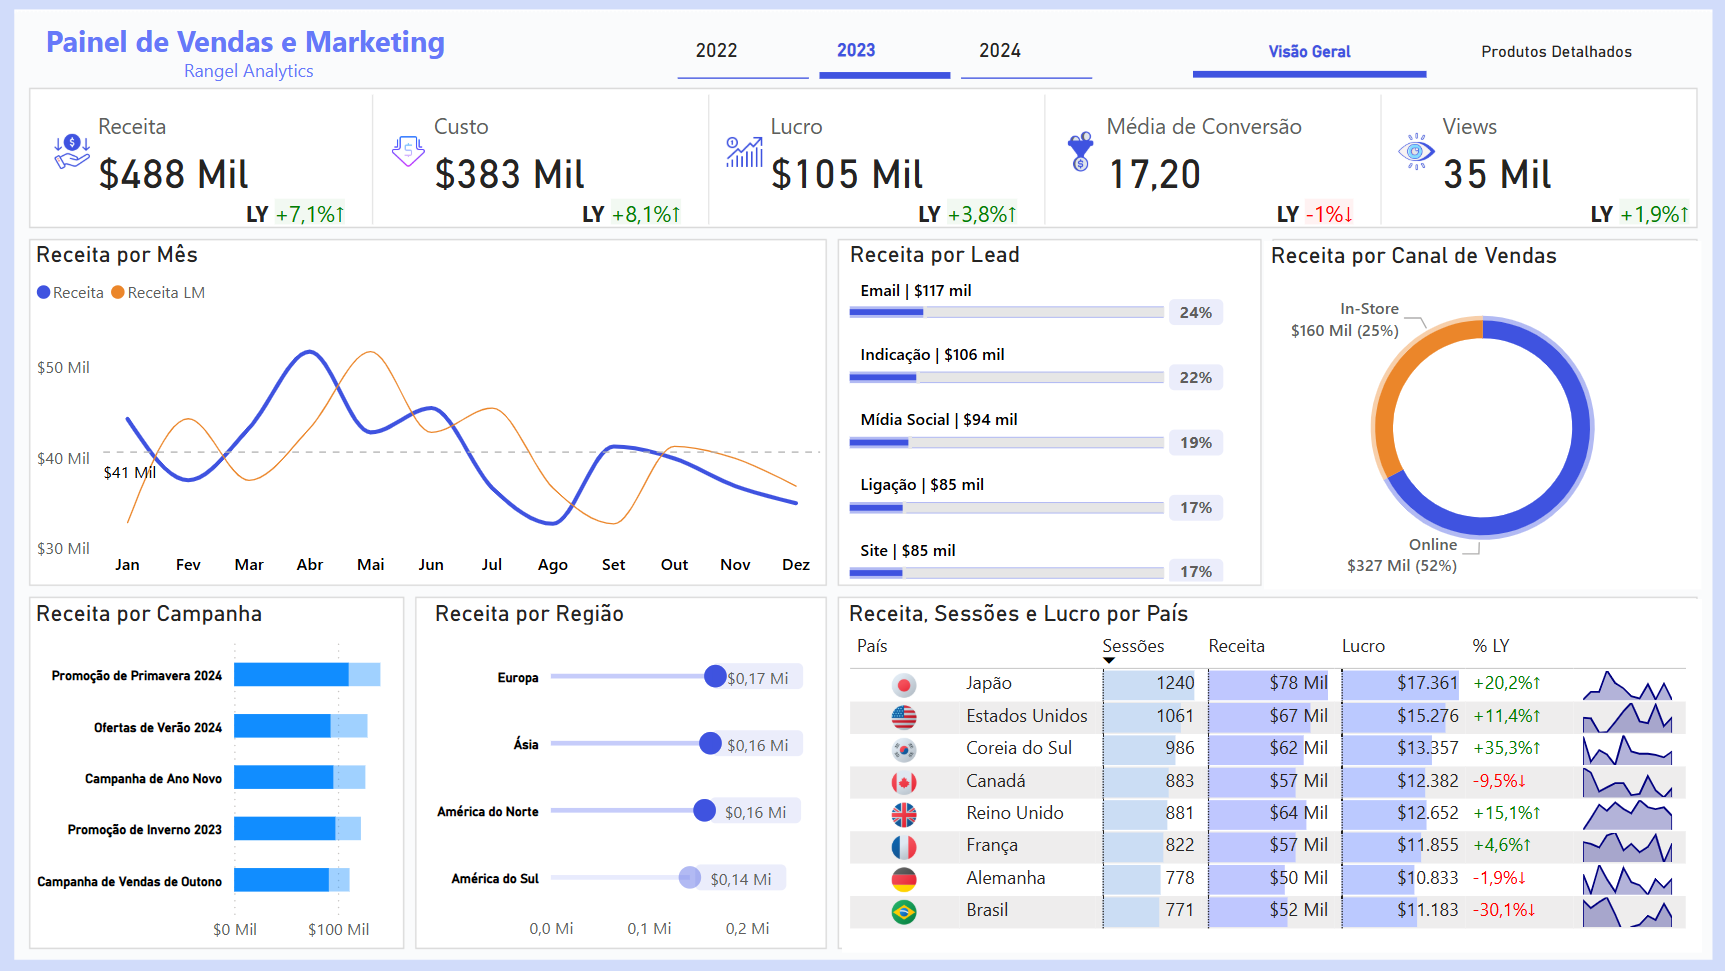 Painel de Vendas e Marketing
Rangel Analytics
2022
2023
2024
Visão Geral
Produtos Detalhados
Receita
$488 Mil
LY +7,1%↑
Custo
$383 Mil
LY +8,1%↑
Lucro
$105 Mil
LY +3,8%↑
Média de Conversão
17,20
LY -1%↓
Views
35 Mil
LY +1,9%↑
Receita por Mês
Receita Receita LM
$50 Mil
$40 Mil
$41 Mil
$30 Mil
Jan Fev Mar Abr Mai Jun Jul Ago Set Out Nov Dez
Receita por Lead
Email | $117 mil
24%
Indicação | $106 mil
22%
Mídia Social | $94 mil
19%
Ligação | $85 mil
17%
Site | $85 mil
17%
Receita por Canal de Vendas
In-Store
$160 Mil (25%)
Online
$327 Mil (52%)
Receita por Campanha
Promoção de Primavera 2024
Ofertas de Verão 2024
Campanha de Ano Novo
Promoção de Inverno 2023
Campanha de Vendas de Outono
$0 Mil $100 Mil
Receita por Região
Europa $0,17 Mi
Ásia $0,16 Mi
América do Norte $0,16 Mi
América do Sul $0,14 Mi
0,0 Mi 0,1 Mi 0,2 Mi
Receita, Sessões e Lucro por País
País Sessões Receita Lucro % LY
Japão 1240 $78 Mil $17.361 +20,2%↑
Estados Unidos 1061 $67 Mil $15.276 +11,4%↑
Coreia do Sul 986 $62 Mil $13.357 +35,3%↑
Canadá 883 $57 Mil $12.382 -9,5%↓
Reino Unido 881 $64 Mil $12.652 +15,1%↑
França 822 $57 Mil $11.855 +4,6%↑
Alemanha 778 $50 Mil $10.833 -1,9%↓
Brasil 771 $52 Mil $11.183 -30,1%↓